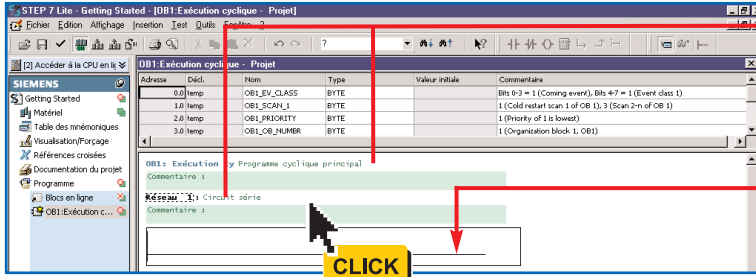 STEP 7 Lite - Getting Started - [OB1:Exécution cyclique - Projet]
Fichier Edition Affichage Insertion Test Outils Fenêtre ?
?
[2] Accéder à la CPU en li
OB1:Exécution cyclique - Projet
SIEMENS
Adresse Décl. Nom Type Valeur initiale Commentaire
0.0 temp OB1_EV_CLASS BYTE Bits 0-3 = 1 (Coming event), Bits 4-7 = 1 (Event class 1)
1.0 temp OB1_SCAN_1 BYTE 1 (Cold restart scan 1 of OB 1), 3 (Scan 2-n of OB 1)
2.0 temp OB1_PRIORITY BYTE 1 (Priority of 1 is lowest)
3.0 temp OB1_OB_NUMBR BYTE 1 (Organization block 1, OB1)
Getting Started
Matériel
Table des mnémoniques
Visualisation/Forçage
Références croisées
Documentation du projet
Programme
Blocs en ligne
OB1:Exécution c...
OB1: Exécution cy Programme cyclique principal
Commentaire :
Réseau 1: Circuit série
Commentaire :
CLICK